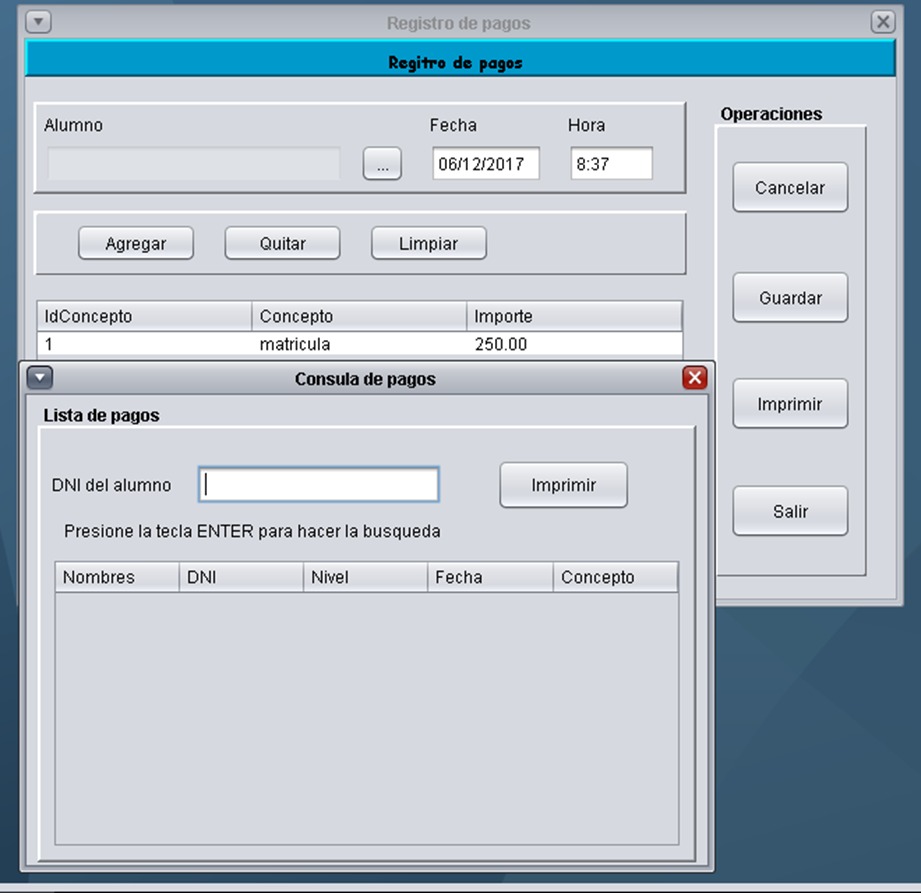 Registro de pagos
Regitro de pagos
Alumno Fecha Hora
... 06/12/2017 8:37
Agregar Quitar Limpiar
IdConcepto Concepto Importe
1 matricula 250.00
Operaciones
Cancelar
Guardar
Imprimir
Salir
Consula de pagos
Lista de pagos
DNI del alumno Imprimir
Presione la tecla ENTER para hacer la busqueda
Nombres DNI Nivel Fecha Concepto